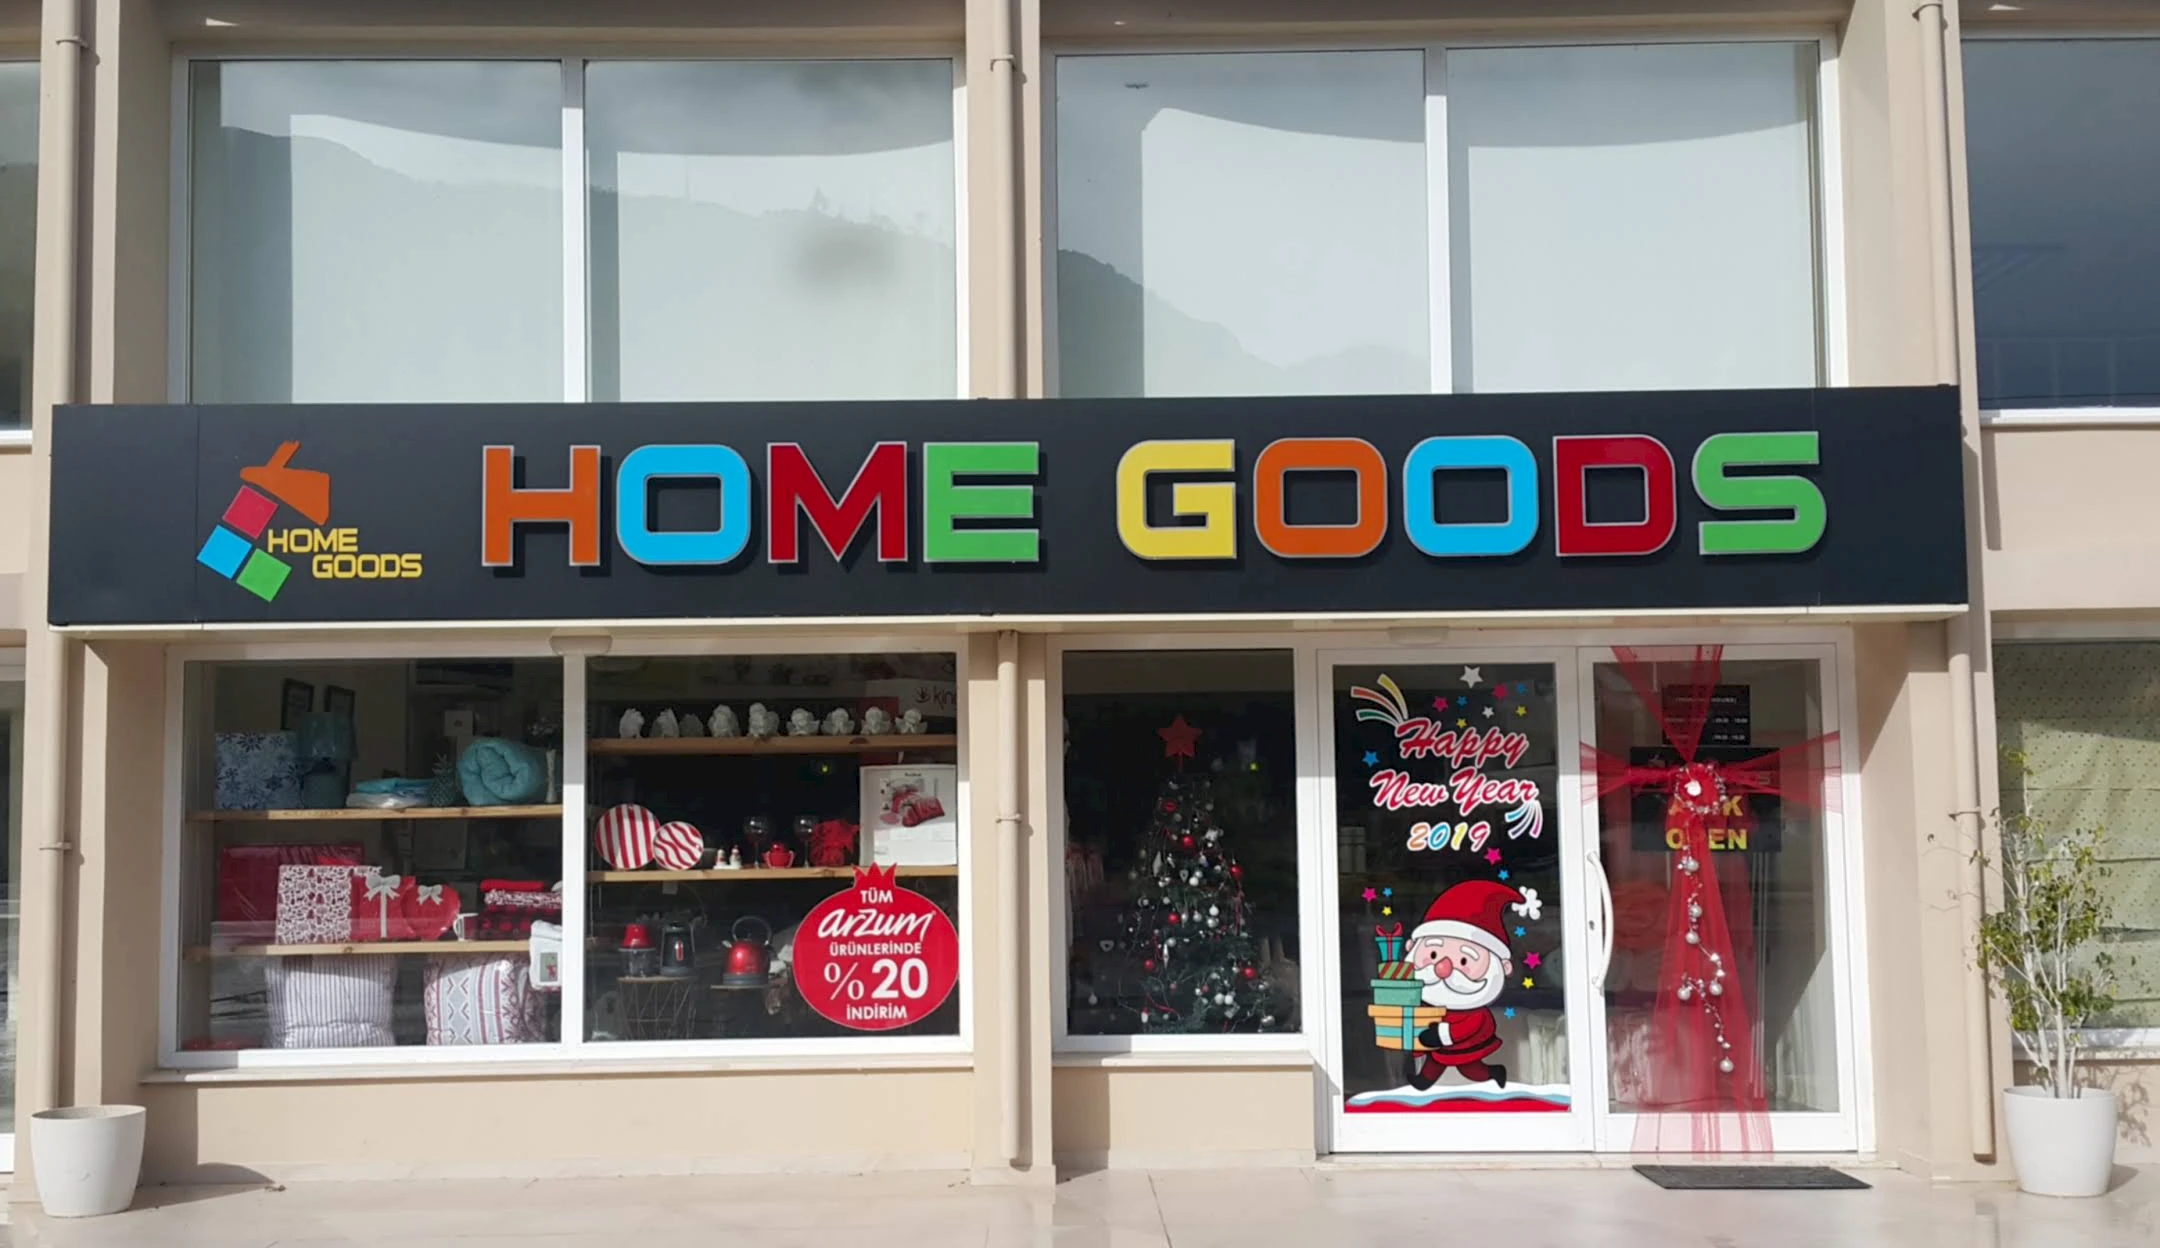 HOME GOODS
HOME
GOODS
Happy
New Year
2019
OPEN
TÜM
arzum
ÜRÜNLERİNDE
%20
İNDİRİM